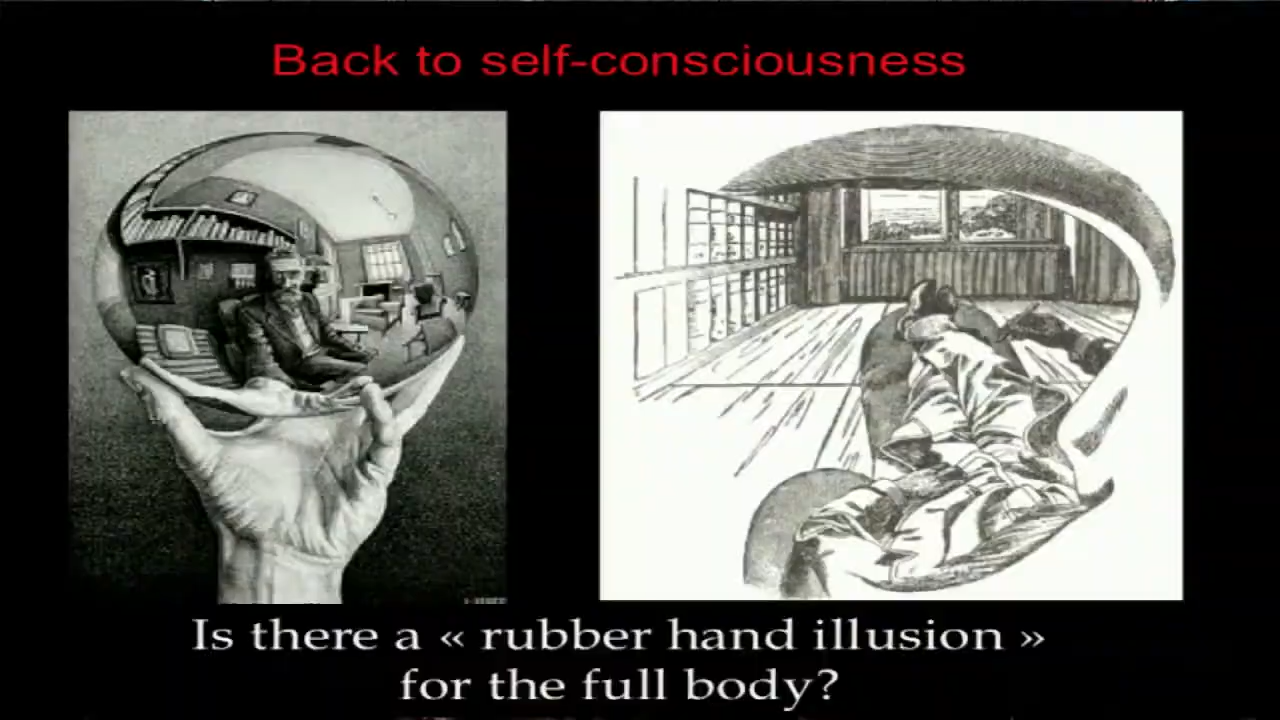 Back to self-consciousness
Is there a « rubber hand illusion »
for the full body?